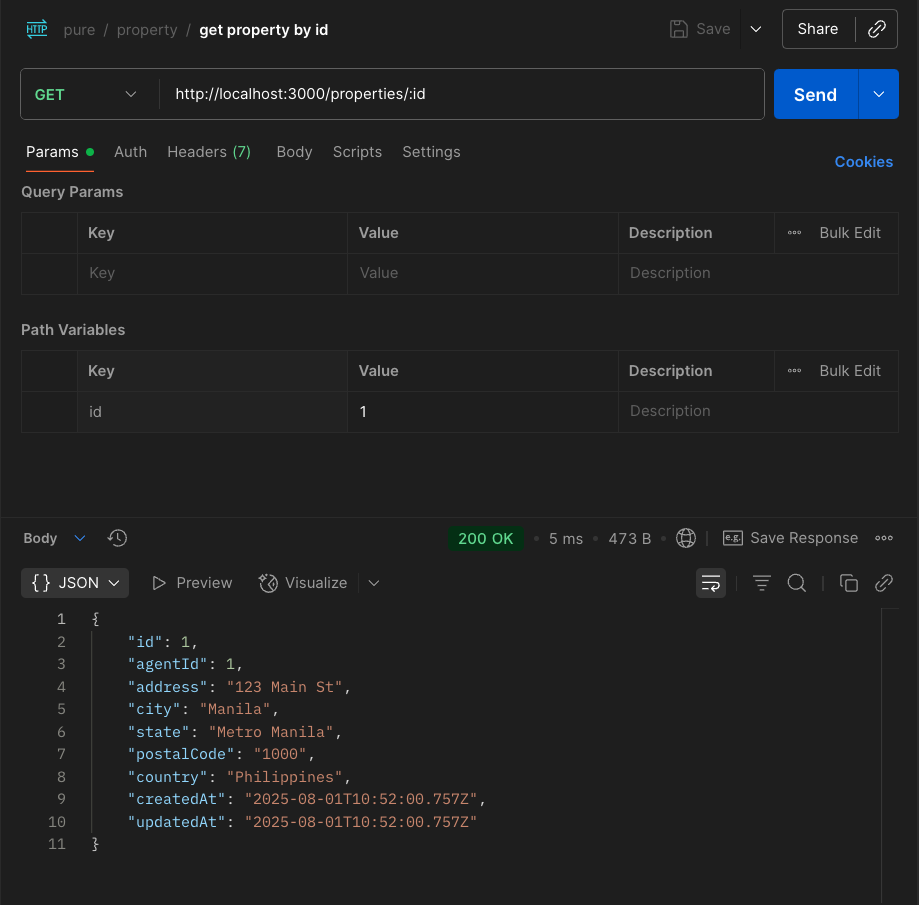 HTTP pure / property / get property by id Save Share
GET http://localhost:3000/properties/:id Send
Params Auth Headers (7) Body Scripts Settings Cookies
Query Params
Key Value Description Bulk Edit
Key Value Description
Path Variables
Key Value Description Bulk Edit
id 1 Description
Body 200 OK 5 ms 473 B e.g. Save Response
{} JSON Preview Visualize
1 {
2 "id": 1,
3 "agentId": 1,
4 "address": "123 Main St",
5 "city": "Manila",
6 "state": "Metro Manila",
7 "postalCode": "1000",
8 "country": "Philippines",
9 "createdAt": "2025-08-01T10:52:00.757Z",
10 "updatedAt": "2025-08-01T10:52:00.757Z"
11 }